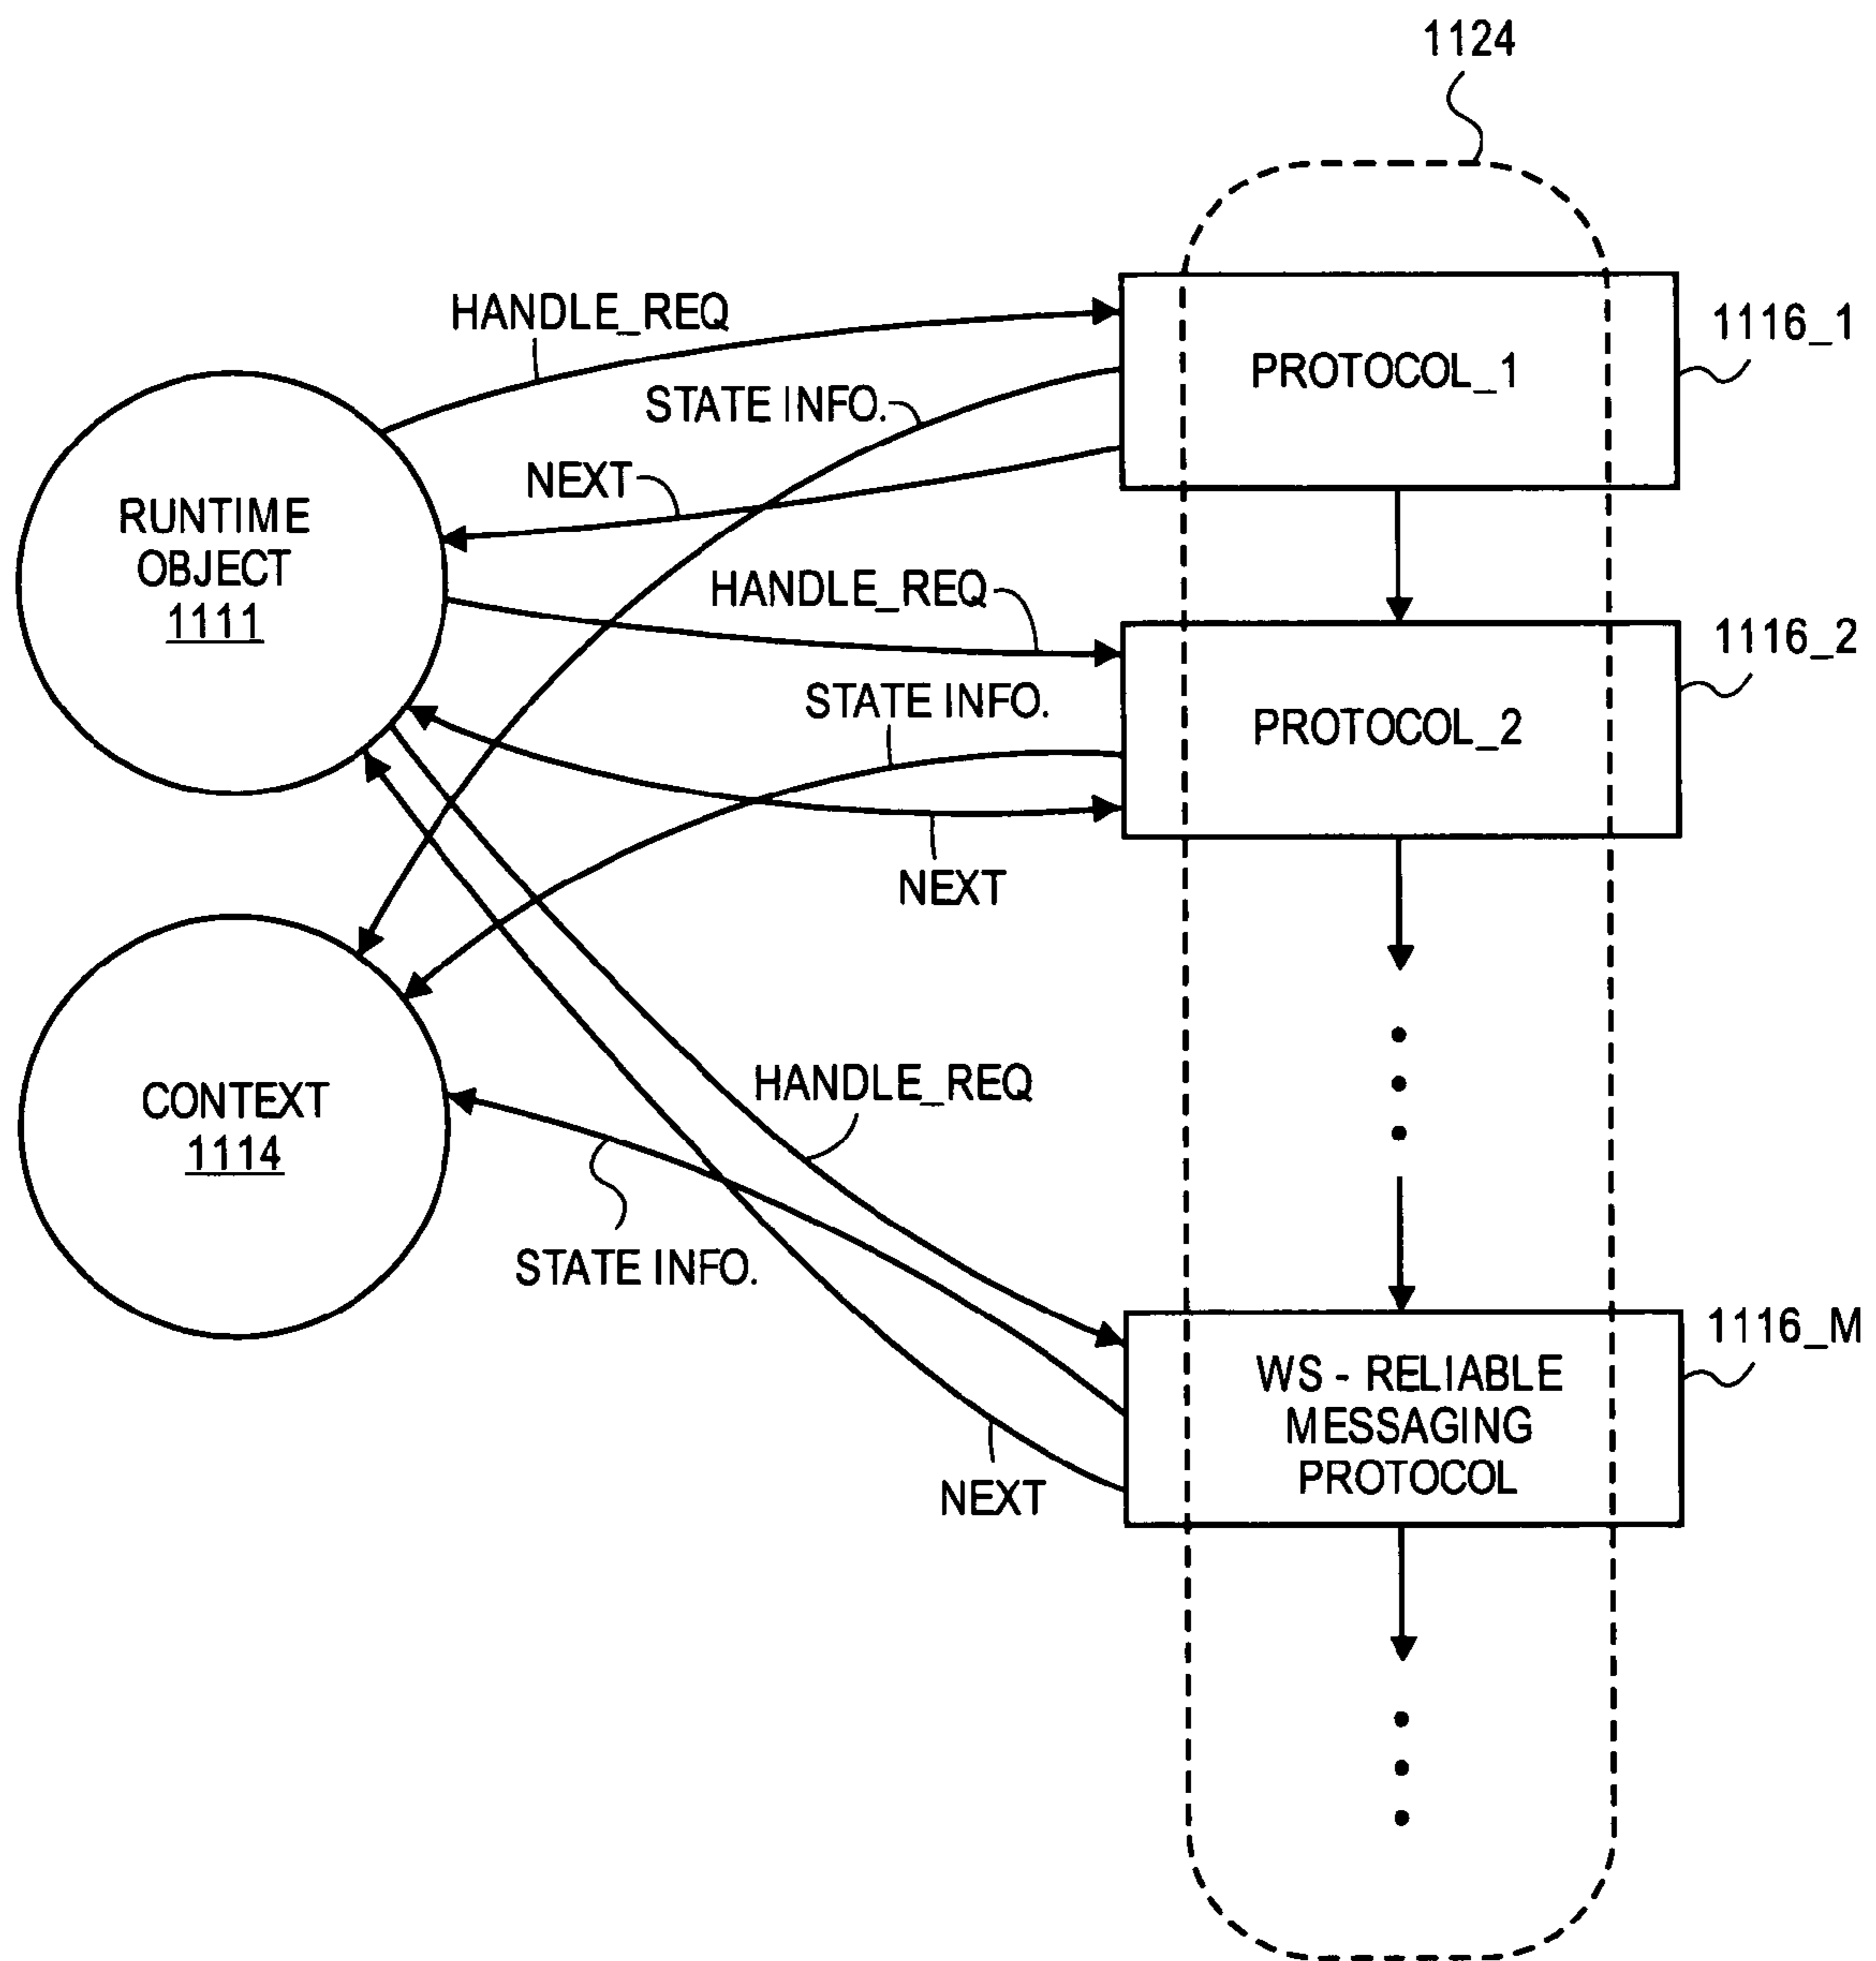 1124
HANDLE_REQ
1116_1
PROTOCOL_1
STATE INFO.
NEXT
RUNTIME
OBJECT
1111
HANDLE_REQ
1116_2
STATE INFO.
PROTOCOL_2
NEXT
CONTEXT
1114
HANDLE_REQ
STATE INFO.
1116_M
WS - RELIABLE
MESSAGING
PROTOCOL
NEXT